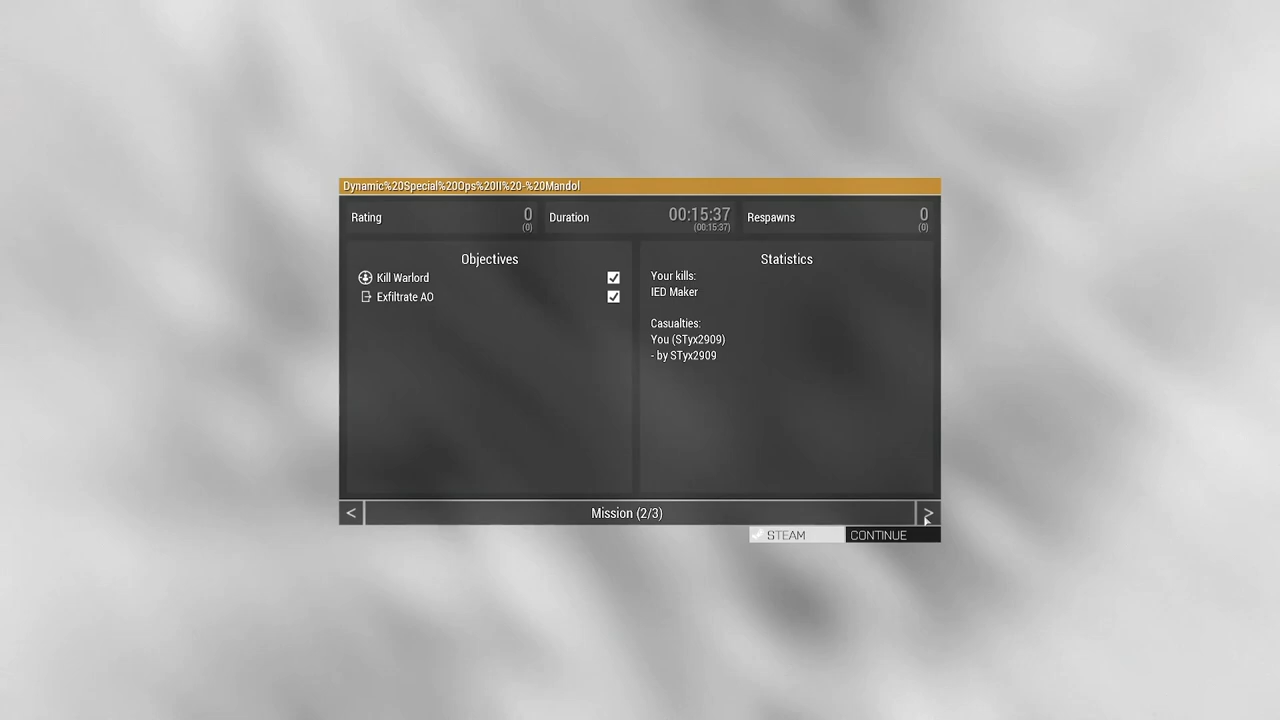 Dynamic%20Special%20Ops%20II%20-%20Mandol
Rating
0
(0)
Duration
00:15:37
(00:15:37)
Respawns
0
(0)
Objectives
Kill Warlord
Exfiltrate AO
Statistics
Your kills:
IED Maker
Casualties:
You (STyx2909)
- by STyx2909
<
Mission (2/3)
>
STEAM
CONTINUE